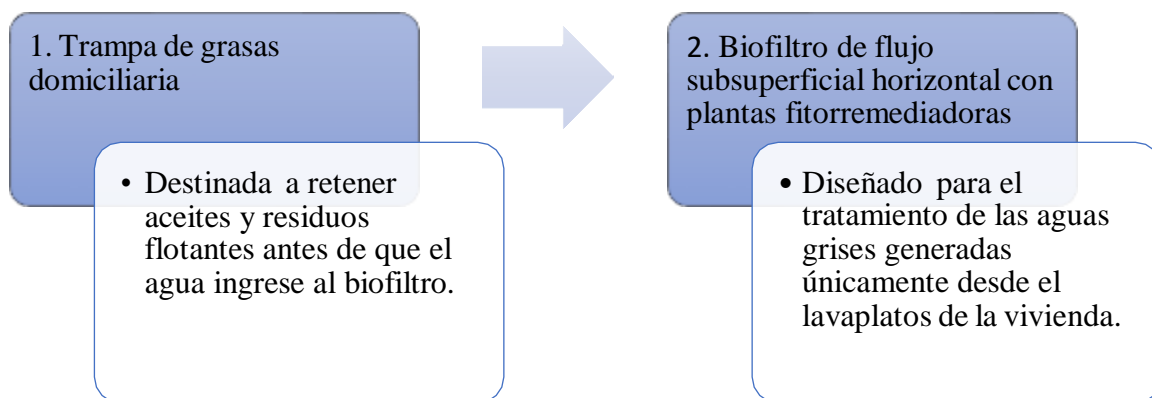 1. Trampa de grasas
domiciliaria
• Destinada a retener
aceites y residuos
flotantes antes de que el
agua ingrese al biofiltro.
2. Biofiltro de flujo
subsuperficial horizontal con
plantas fitorremediadoras
• Diseñado para el
tratamiento de las aguas
grises generadas
únicamente desde el
lavaplatos de la vivienda.